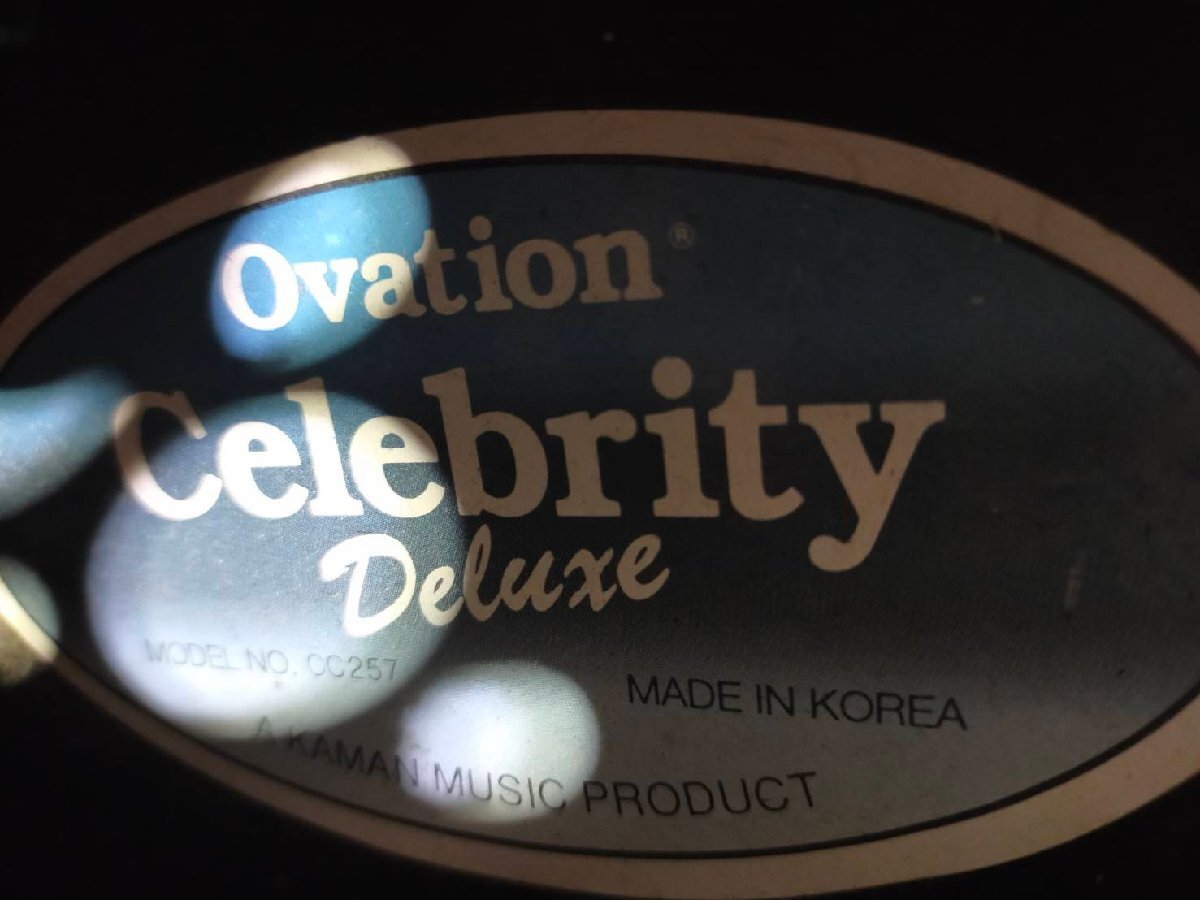 Ovation®
Celebrity
Deluxe
MODEL NO. CC257
MADE IN KOREA
A KAMAN MUSIC PRODUCT